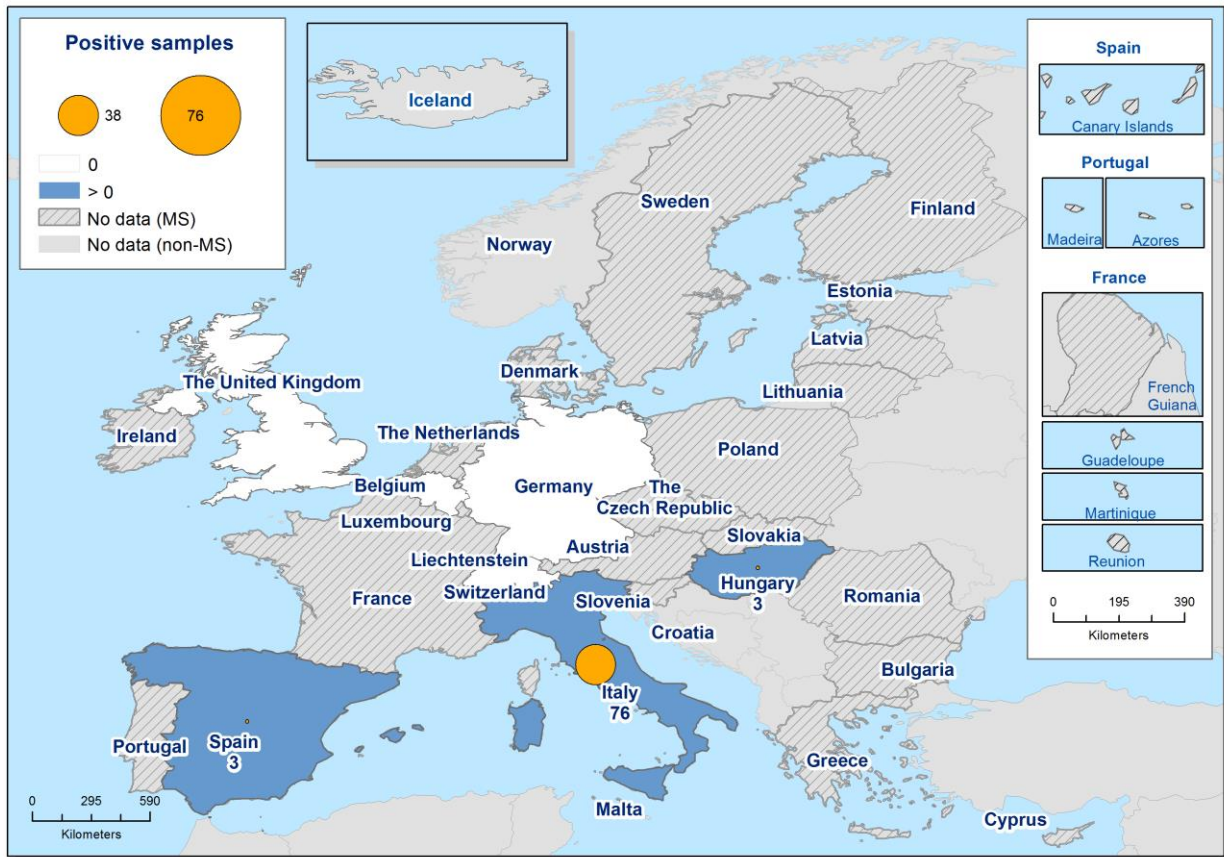 Positive samples
38
76
0
> 0
No data (MS)
No data (non-MS)
Iceland
Spain
Canary Islands
Portugal
Madeira
Azores
France
French
Guiana
Guadeloupe
Martinique
Reunion
0 195 390
Kilometers
Sweden
Finland
Norway
Estonia
Latvia
Lithuania
Denmark
The United Kingdom
Ireland
The Netherlands
Belgium
Luxembourg
Germany
Poland
The
Czech Republic
Slovakia
Austria
Liechtenstein
Switzerland
France
Slovenia
Hungary
3
Romania
Croatia
Bulgaria
Italy
76
Spain
3
Portugal
Greece
Malta
Cyprus
0 295 590
Kilometers